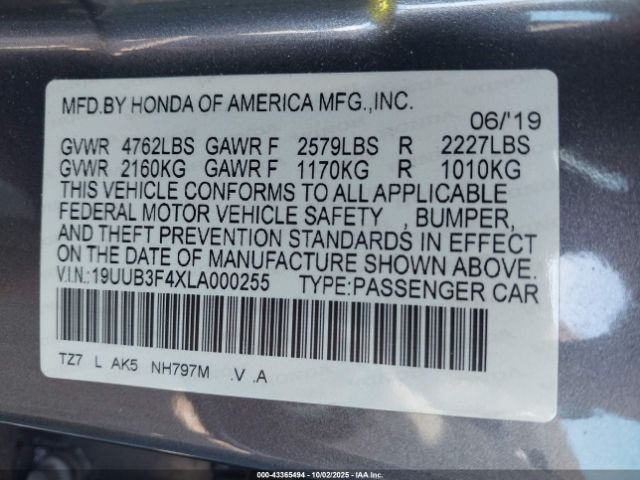 MFD.BY HONDA OF AMERICA MFG.,INC.
06/'19
GVWR 4762LBS GAWR F 2579LBS R 2227LBS
GVWR 2160KG GAWR F 1170KG R 1010KG
THIS VEHICLE CONFORMS TO ALL APPLICABLE
FEDERAL MOTOR VEHICLE SAFETY , BUMPER,
AND THEFT PREVENTION STANDARDS IN EFFECT
ON THE DATE OF MANUFACTURE SHOWN ABOVE.
V.I.N.:19UUB3F4XLA000255 TYPE:PASSENGER CAR
TZ7 L AK5 NH797M .V .A
000-43365494 - 10/02/2025 - IAA Inc.